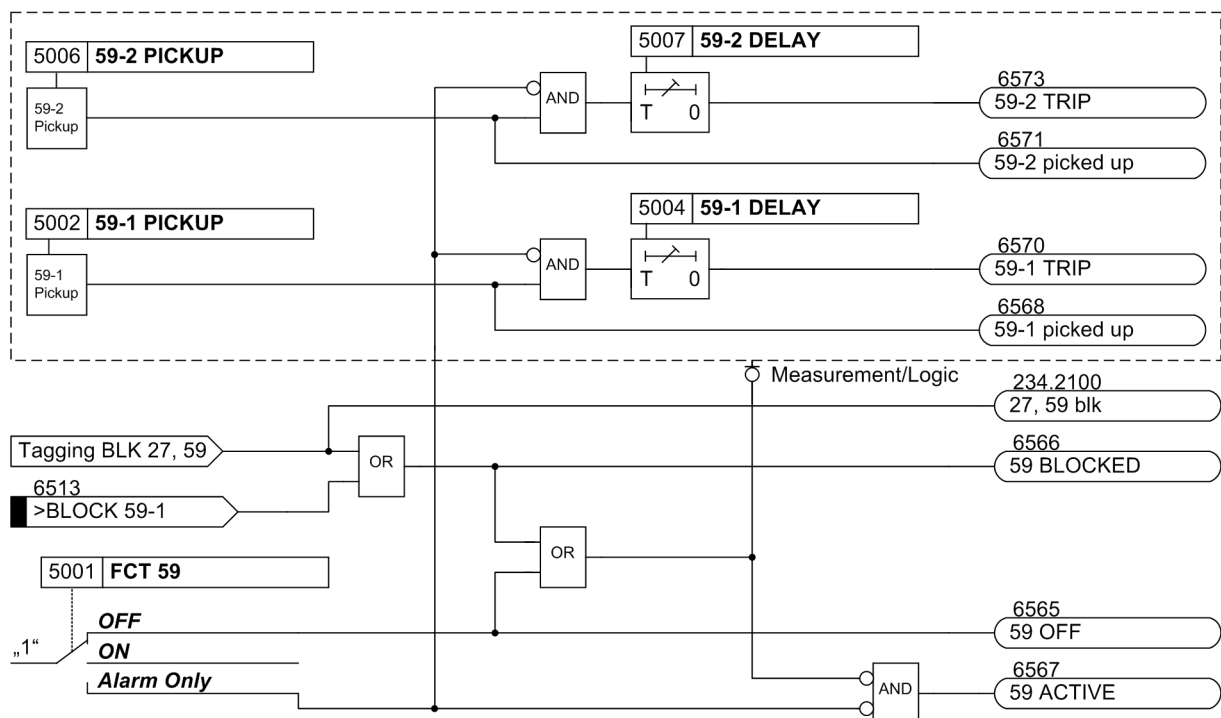 5006 59-2 PICKUP
5007 59-2 DELAY
59-2
Pickup
AND
T 0
6573
59-2 TRIP
6571
59-2 picked up
5002 59-1 PICKUP
5004 59-1 DELAY
59-1
Pickup
AND
T 0
6570
59-1 TRIP
6568
59-1 picked up
Measurement/Logic
234.2100
27, 59 blk
Tagging BLK 27, 59
OR
6566
59 BLOCKED
6513
>BLOCK 59-1
OR
5001 FCT 59
OFF
6565
59 OFF
„1“
ON
Alarm Only
AND
6567
59 ACTIVE